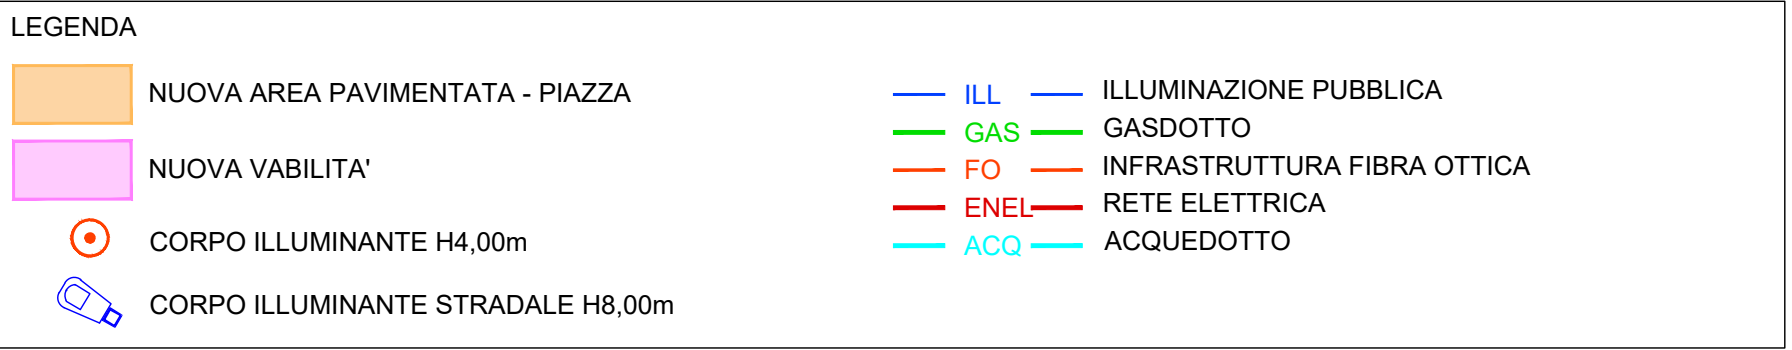 LEGENDA
NUOVA AREA PAVIMENTATA - PIAZZA
NUOVA VABILITA'
CORPO ILLUMINANTE H4,00m
CORPO ILLUMINANTE STRADALE H8,00m
ILL ILLUMINAZIONE PUBBLICA
GAS GASDOTTO
FO INFRASTRUTTURA FIBRA OTTICA
ENEL RETE ELETTRICA
ACQ ACQUEDOTTO